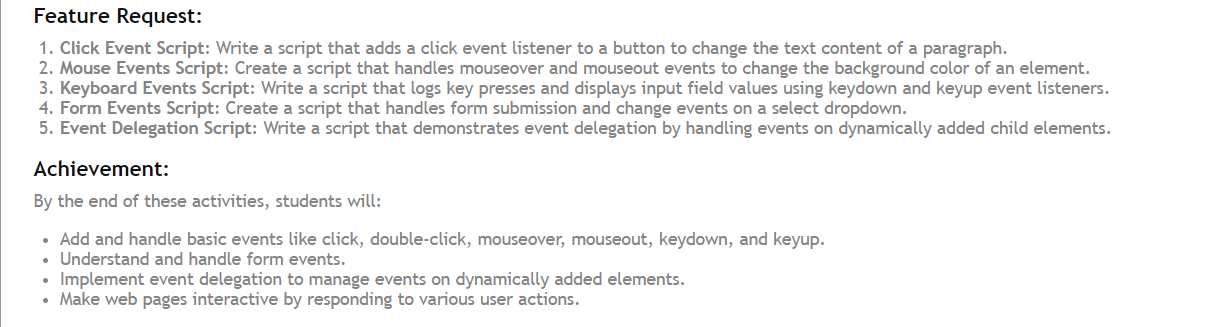 Feature Request:
1. Click Event Script: Write a script that adds a click event listener to a button to change the text content of a paragraph.
2. Mouse Events Script: Create a script that handles mouseover and mouseout events to change the background color of an element.
3. Keyboard Events Script: Write a script that logs key presses and displays input field values using keydown and keyup event listeners.
4. Form Events Script: Create a script that handles form submission and change events on a select dropdown.
5. Event Delegation Script: Write a script that demonstrates event delegation by handling events on dynamically added child elements.
Achievement:
By the end of these activities, students will:
• Add and handle basic events like click, double-click, mouseover, mouseout, keydown, and keyup.
• Understand and handle form events.
• Implement event delegation to manage events on dynamically added elements.
• Make web pages interactive by responding to various user actions.